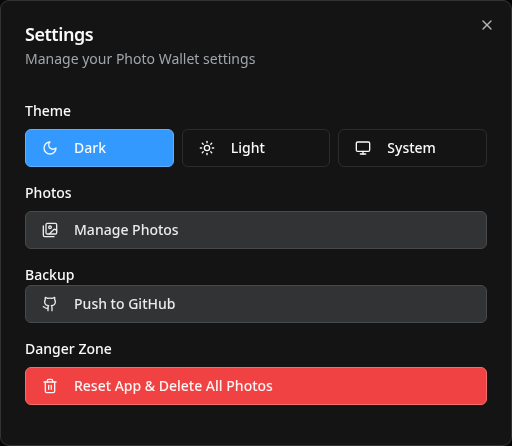 Settings
Manage your Photo Wallet settings
Theme
Dark
Light
System
Photos
Manage Photos
Backup
Push to GitHub
Danger Zone
Reset App & Delete All Photos